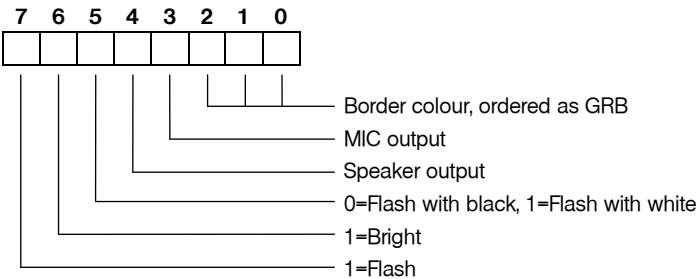 7 6 5 4 3 2 1 0
Border colour, ordered as GRB
MIC output
Speaker output
0=Flash with black, 1=Flash with white
1=Bright
1=Flash